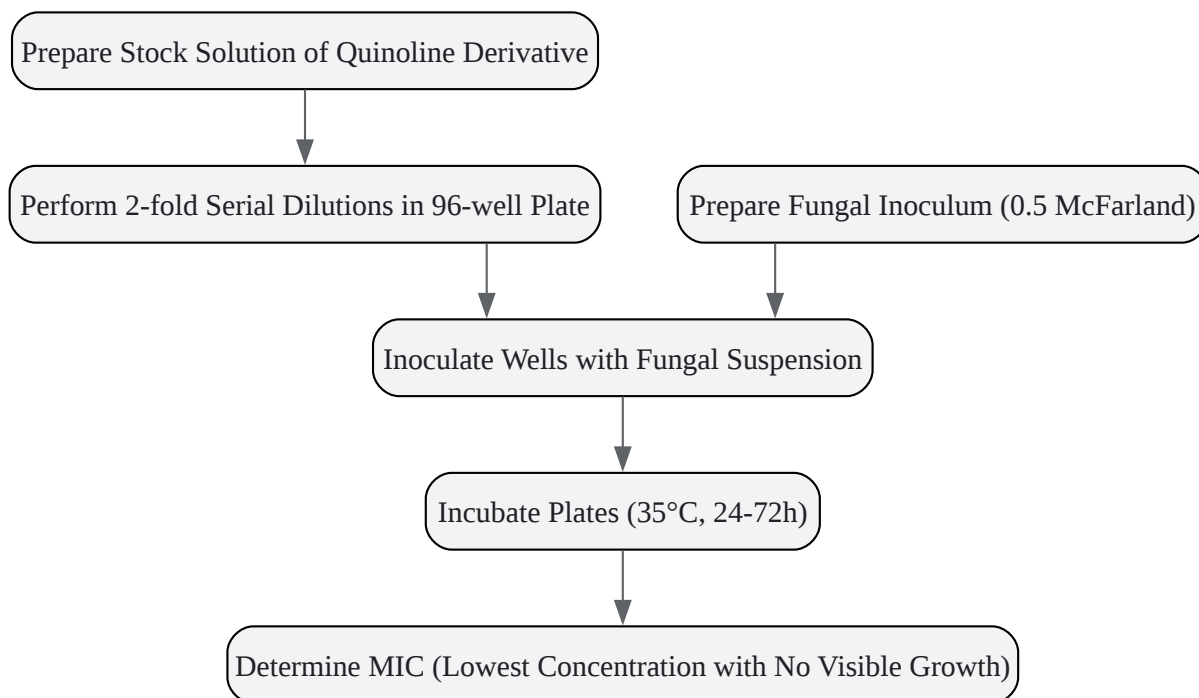 Prepare Stock Solution of Quinoline Derivative
Perform 2-fold Serial Dilutions in 96-well Plate
Prepare Fungal Inoculum (0.5 McFarland)
Inoculate Wells with Fungal Suspension
Incubate Plates (35°C, 24-72h)
Determine MIC (Lowest Concentration with No Visible Growth)